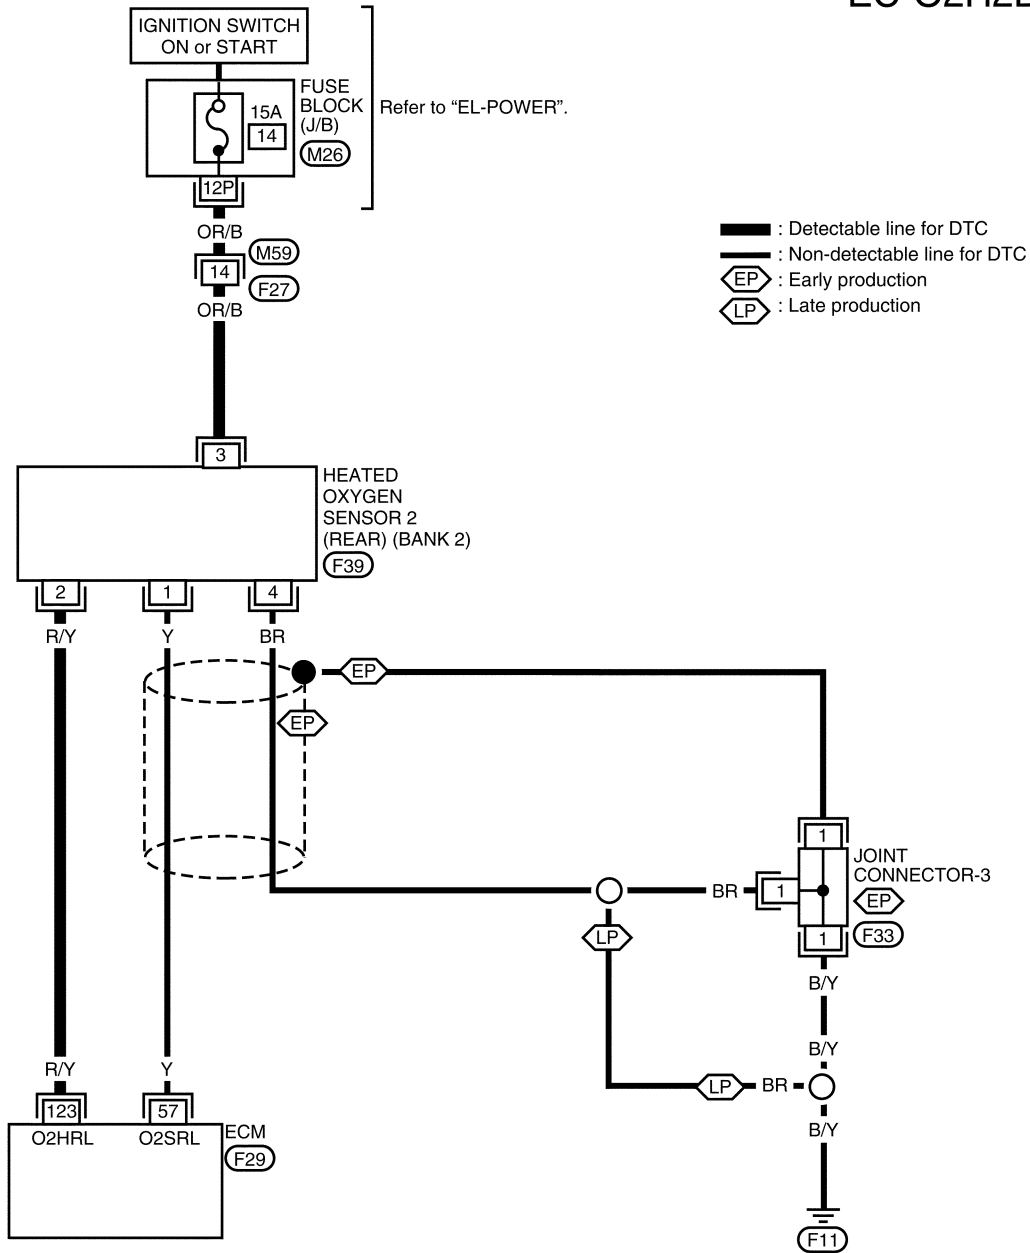 IGNITION SWITCH
ON or START
FUSE
BLOCK
(J/B)
15A
14
M26
Refer to “EL-POWER”.
12P
OR/B
M59
14
F27
OR/B
: Detectable line for DTC
: Non-detectable line for DTC
EP : Early production
LP : Late production
3
HEATED
OXYGEN
SENSOR 2
(REAR) (BANK 2)
F39
2 1 4
R/Y Y BR
EP
EP
1
JOINT
CONNECTOR-3
BR 1
EP
F33
1
LP
B/Y
B/Y
LP BR
B/Y
F11
R/Y Y
123 57
O2HRL O2SRL
ECM
F29